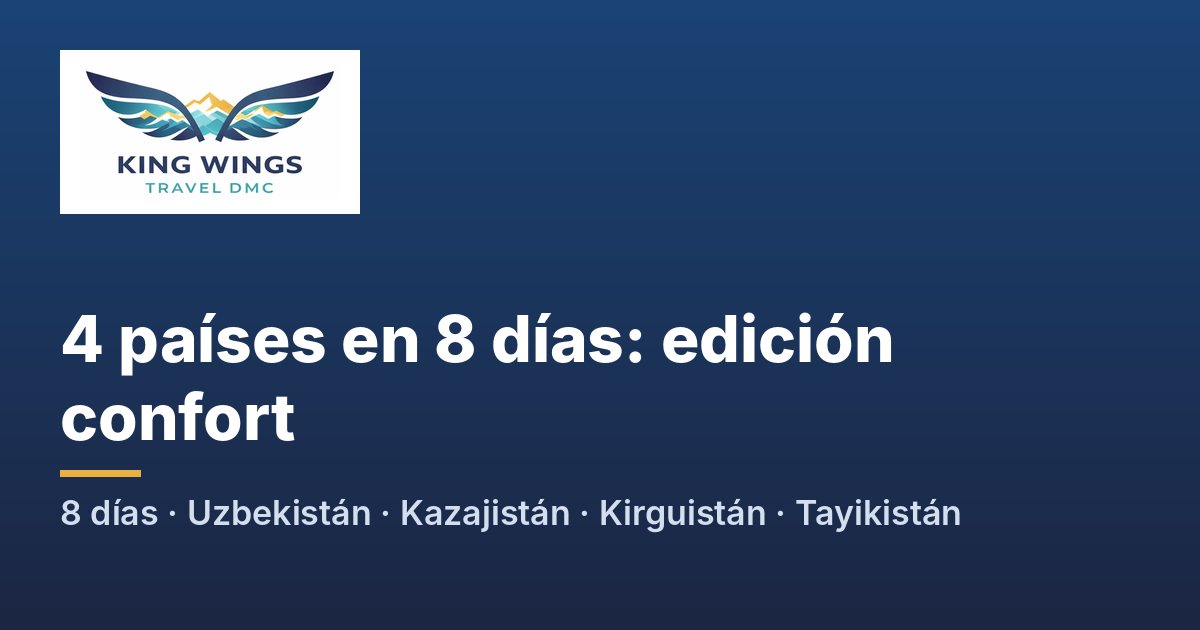 KING WINGS
TRAVEL DMC
4 países en 8 días: edición
confort
8 días · Uzbekistán · Kazajistán · Kirguistán · Tayikistán